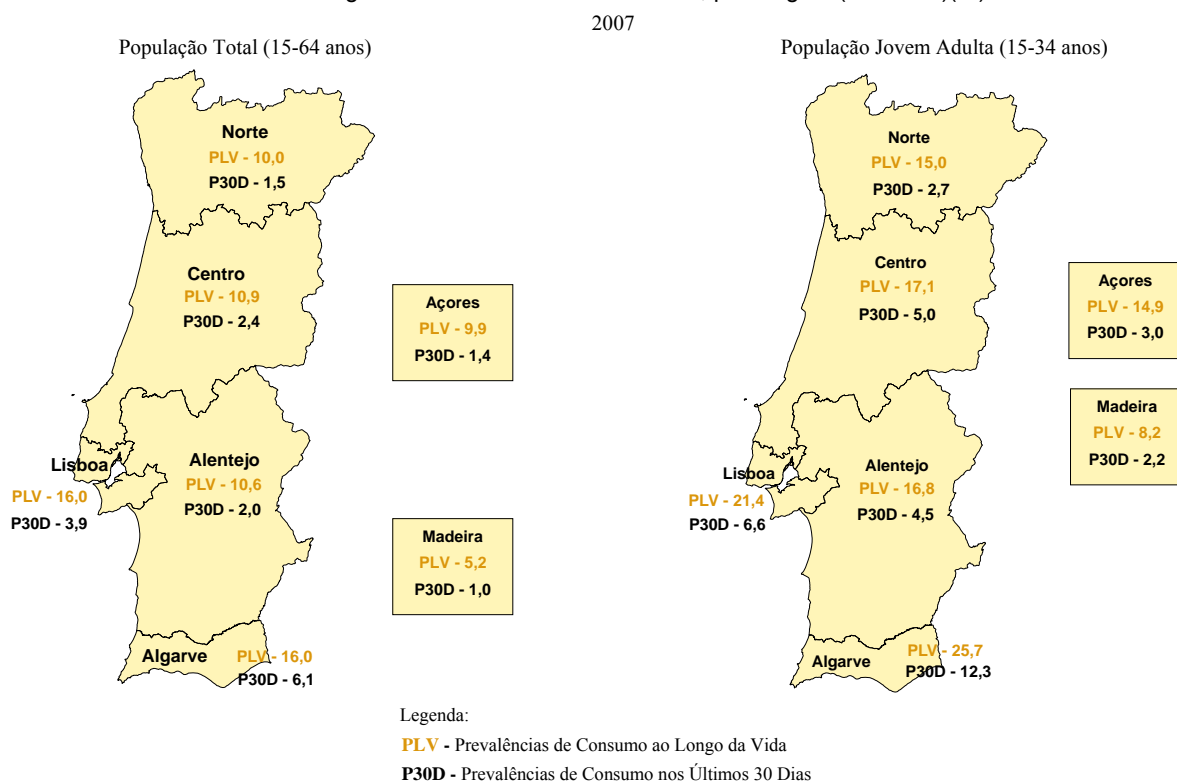 2007
População Total (15-64 anos)
População Jovem Adulta (15-34 anos)
Norte
PLV - 10,0
P30D - 1,5
Centro
PLV - 10,9
P30D - 2,4
Açores
PLV - 9,9
P30D - 1,4
Lisboa
PLV - 16,0
P30D - 3,9
Alentejo
PLV - 10,6
P30D - 2,0
Madeira
PLV - 5,2
P30D - 1,0
Algarve
PLV - 16,0
P30D - 6,1
Norte
PLV - 15,0
P30D - 2,7
Centro
PLV - 17,1
P30D - 5,0
Açores
PLV - 14,9
P30D - 3,0
Madeira
PLV - 8,2
P30D - 2,2
Lisboa
PLV - 21,4
P30D - 6,6
Alentejo
PLV - 16,8
P30D - 4,5
Algarve
PLV - 25,7
P30D - 12,3
Legenda:
PLV - Prevalências de Consumo ao Longo da Vida
P30D - Prevalências de Consumo nos Últimos 30 Dias